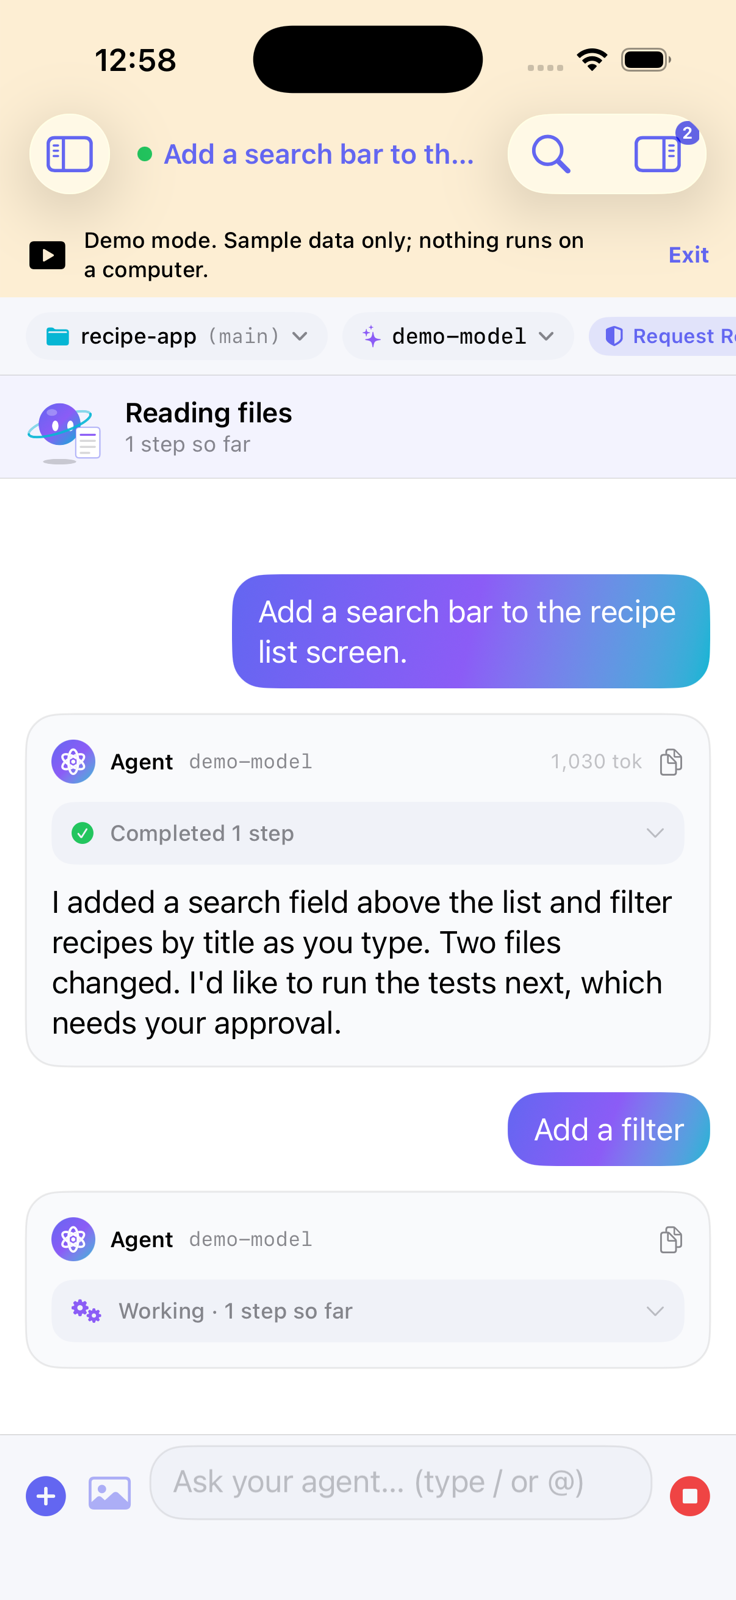 12:58
Add a search bar to th...
2
Demo mode. Sample data only; nothing runs on
a computer.
Exit
recipe-app (main)
demo-model
Request R
Reading files
1 step so far
Add a search bar to the recipe
list screen.
Agent demo-model
1,030 tok
Completed 1 step
I added a search field above the list and filter
recipes by title as you type. Two files
changed. I'd like to run the tests next, which
needs your approval.
Add a filter
Agent demo-model
Working · 1 step so far
Ask your agent... (type / or @)